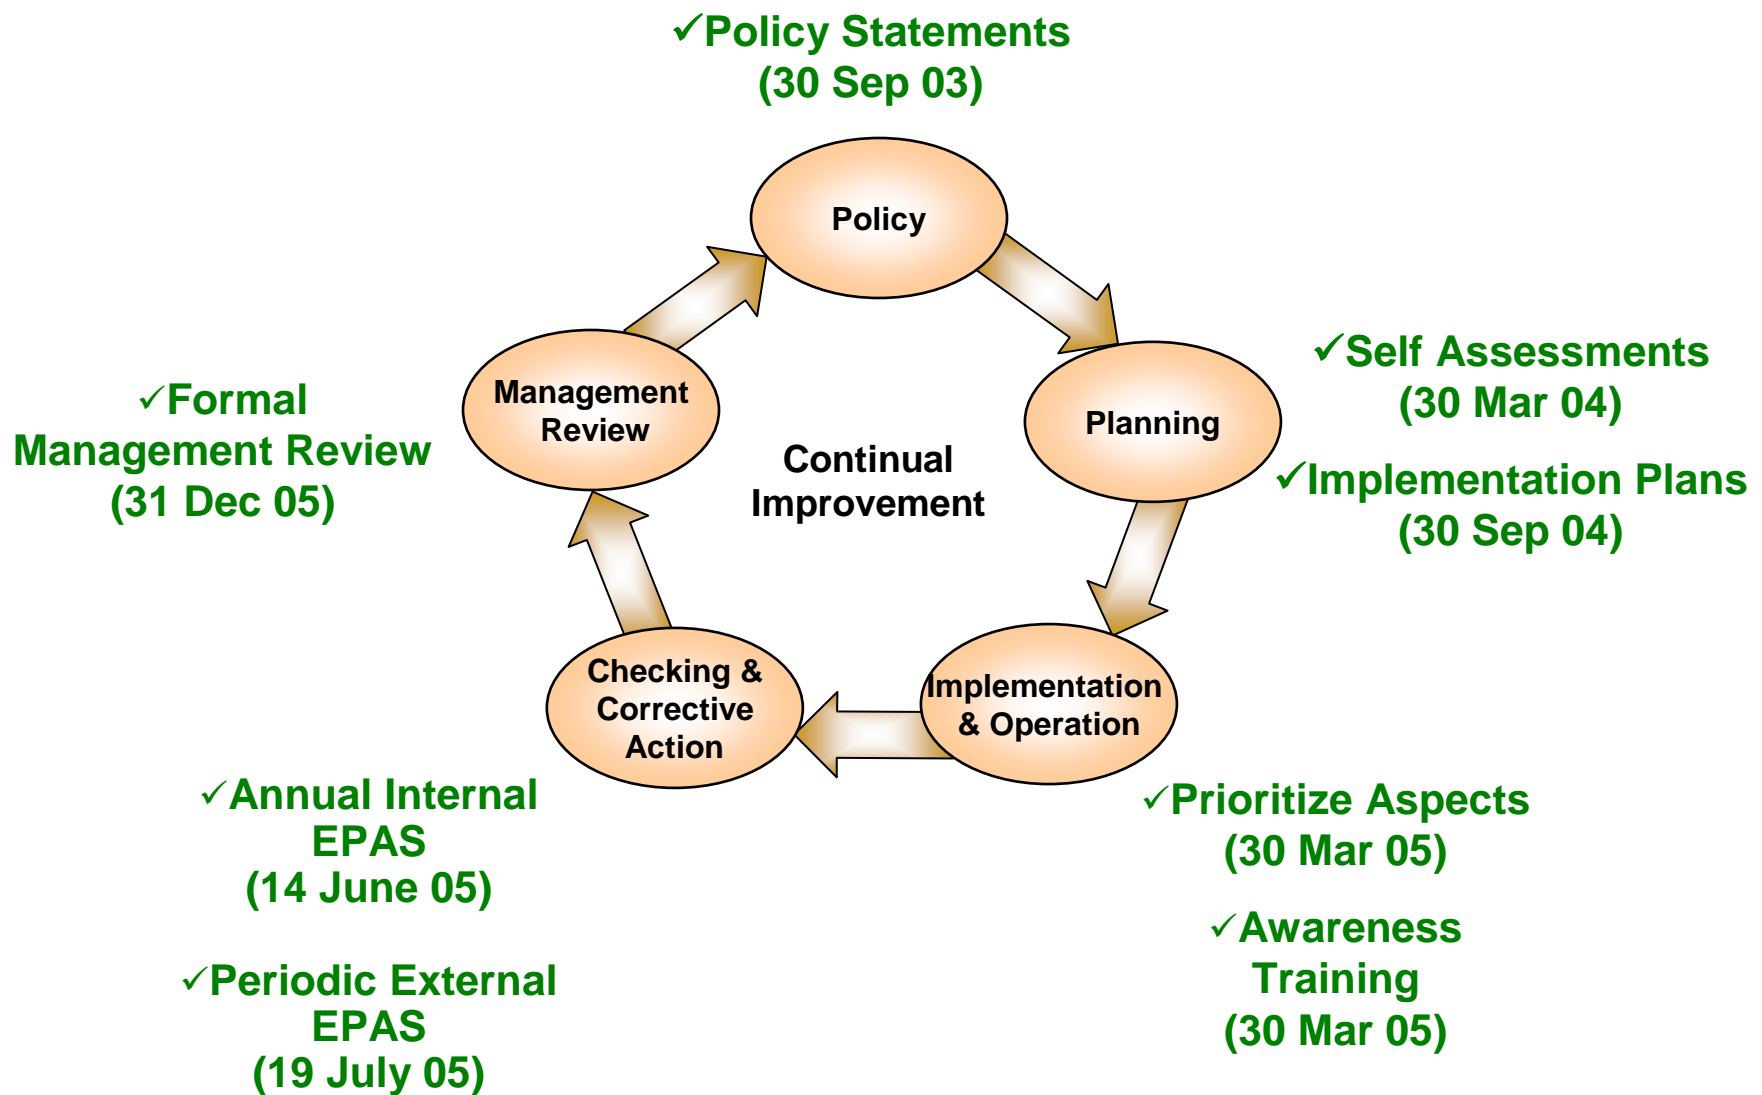 ✓Policy Statements
(30 Sep 03)
Policy
Management
Review
Planning
Continual
Improvement
✓Self Assessments
(30 Mar 04)
✓Implementation Plans
(30 Sep 04)
✓Formal
Management Review
(31 Dec 05)
Checking &
Corrective
Action
Implementation
& Operation
✓Annual Internal
EPAS
(14 June 05)
✓Periodic External
EPAS
(19 July 05)
✓Prioritize Aspects
(30 Mar 05)
✓Awareness
Training
(30 Mar 05)